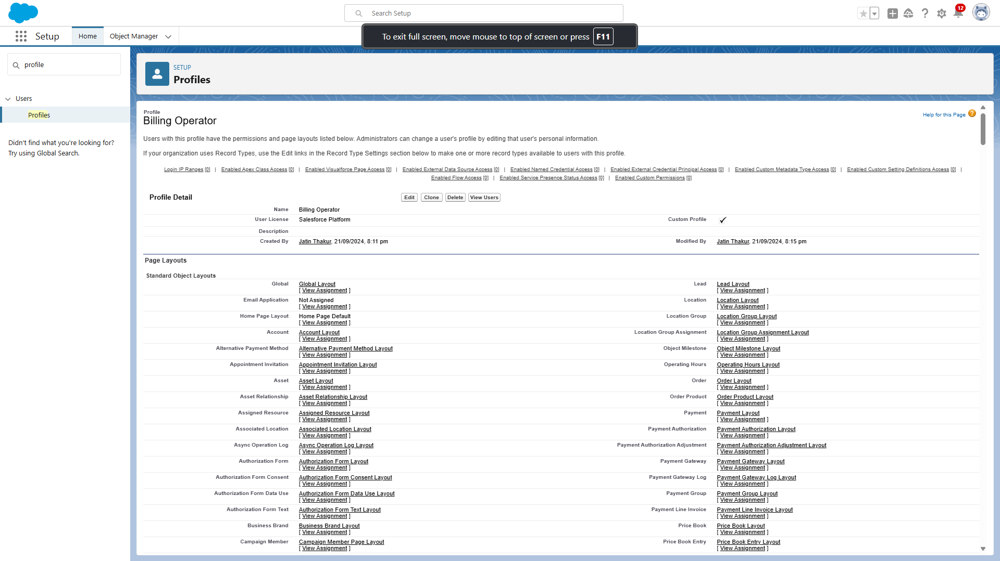 Search Setup
12
Setup
Home
Object Manager
To exit full screen, move mouse to top of screen or press F11
profile
Users
Profiles
Didn't find what you're looking for?
Try using Global Search.
SETUP
Profiles
Profile
Billing Operator
Help for this Page ?
Users with this profile have the permissions and page layouts listed below. Administrators can change a user's profile by editing that user's personal information.
If your organization uses Record Types, use the Edit links in the Record Type Settings section below to make one or more record types available to users with this profile.
Login IP Ranges [0] | Enabled Apex Class Access [0] | Enabled Visualforce Page Access [0] | Enabled External Data Source Access [0] | Enabled Named Credential Access [0] | Enabled External Credential Principal Access [0] | Enabled Custom Metadata Type Access [0] | Enabled Custom Setting Definitions Access [0] |
Enabled Flow Access [0] | Enabled Service Presence Status Access [0] | Enabled Custom Permissions [0]
Profile Detail Edit Clone Delete View Users
Name Billing Operator
User License Salesforce Platform Custom Profile
Description
Created By Jatin Thakur, 21/09/2024, 8:11 pm Modified By Jatin Thakur, 21/09/2024, 8:15 pm
Page Layouts
Standard Object Layouts
Global Global Layout Lead Lead Layout
[ View Assignment ] [ View Assignment ]
Email Application Not Assigned Location Location Layout
[ View Assignment ] [ View Assignment ]
Home Page Layout Home Page Default Location Group Location Group Layout
[ View Assignment ] [ View Assignment ]
Account Account Layout Location Group Assignment Location Group Assignment Layout
[ View Assignment ] [ View Assignment ]
Alternative Payment Method Alternative Payment Method Layout Object Milestone Object Milestone Layout
[ View Assignment ] [ View Assignment ]
Appointment Invitation Appointment Invitation Layout Operating Hours Operating Hours Layout
[ View Assignment ] [ View Assignment ]
Asset Asset Layout Order Order Layout
[ View Assignment ] [ View Assignment ]
Asset Relationship Asset Relationship Layout Order Product Order Product Layout
[ View Assignment ] [ View Assignment ]
Assigned Resource Assigned Resource Layout Payment Payment Layout
[ View Assignment ] [ View Assignment ]
Associated Location Associated Location Layout Payment Authorization Payment Authorization Layout
[ View Assignment ] [ View Assignment ]
Async Operation Log Async Operation Log Layout Payment Authorization Adjustment Payment Authorization Adjustment Layout
[ View Assignment ] [ View Assignment ]
Authorization Form Authorization Form Layout Payment Gateway Payment Gateway Layout
[ View Assignment ] [ View Assignment ]
Authorization Form Consent Authorization Form Consent Layout Payment Gateway Log Payment Gateway Log Layout
[ View Assignment ] [ View Assignment ]
Authorization Form Data Use Authorization Form Data Use Layout Payment Group Payment Group Layout
[ View Assignment ] [ View Assignment ]
Authorization Form Text Authorization Form Text Layout Payment Line Invoice Payment Line Invoice Layout
[ View Assignment ] [ View Assignment ]
Business Brand Business Brand Layout Price Book Price Book Layout
[ View Assignment ] [ View Assignment ]
Campaign Member Campaign Member Page Layout Price Book Entry Price Book Entry Layout
[ View Assignment ] [ View Assignment ]